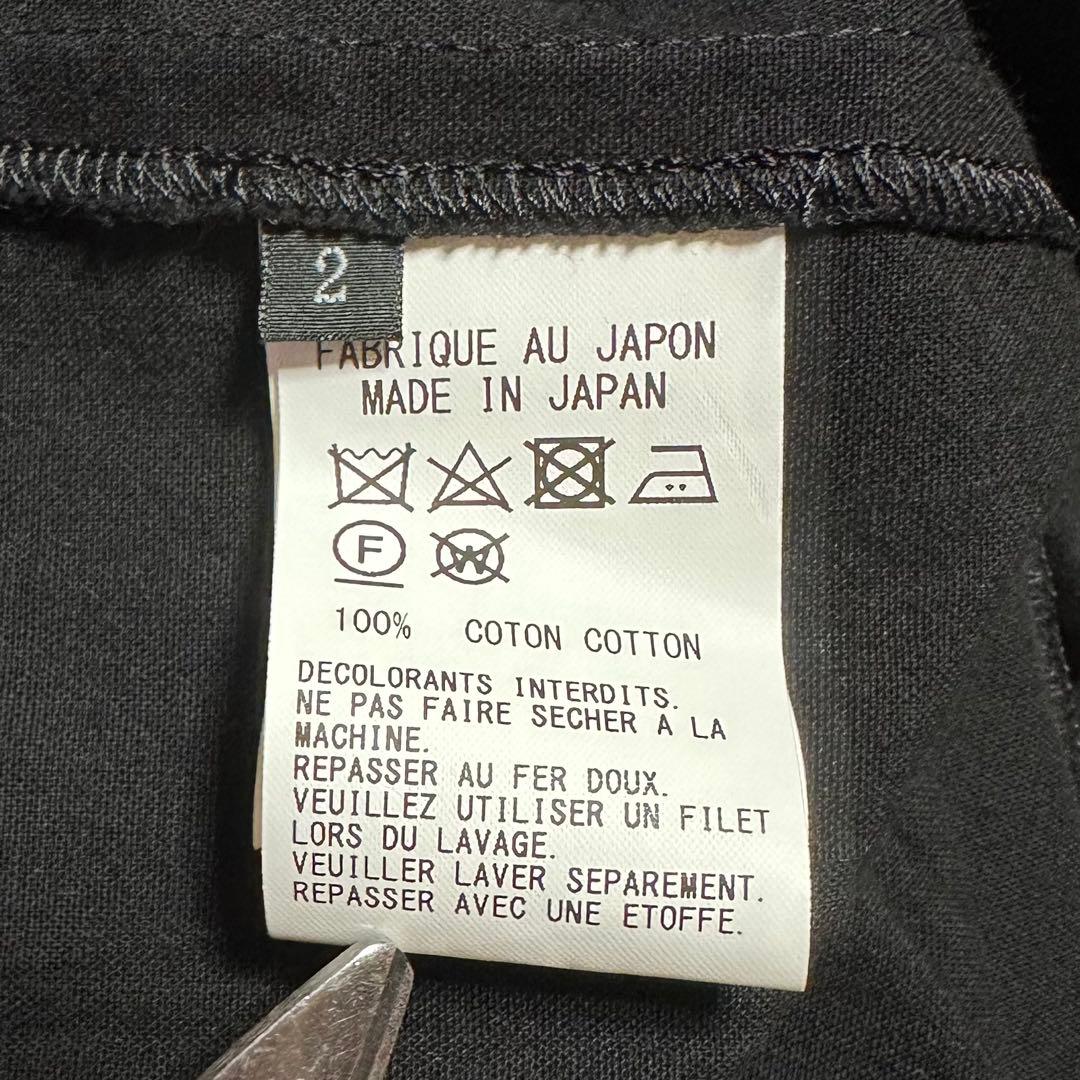 2
FABRIQUE AU JAPON
MADE IN JAPAN
F
W
100% COTON COTTON
DECOLORANTS INTERDITS.
NE PAS FAIRE SECHER A LA
MACHINE.
REPASSER AU FER DOUX.
VEUILLEZ UTILISER UN FILET
LORS DU LAVAGE.
VEUILLER LAVER SEPAREMENT.
REPASSER AVEC UNE ETOFFE.